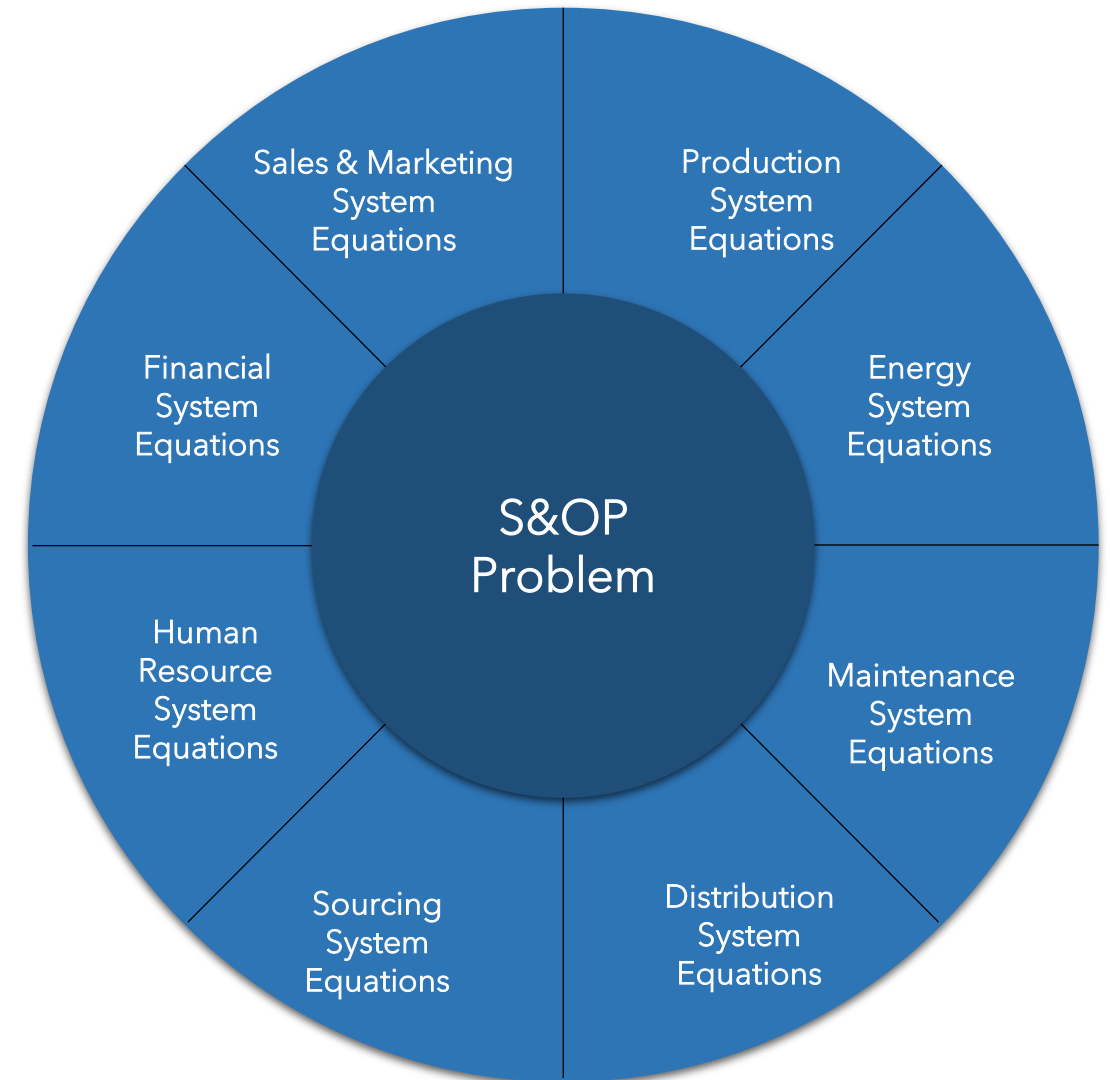 Sales & Marketing
System
Equations
Production
System
Equations
Energy
System
Equations
Maintenance
System
Equations
Distribution
System
Equations
Sourcing
System
Equations
Human
Resource
System
Equations
Financial
System
Equations
S&OP
Problem